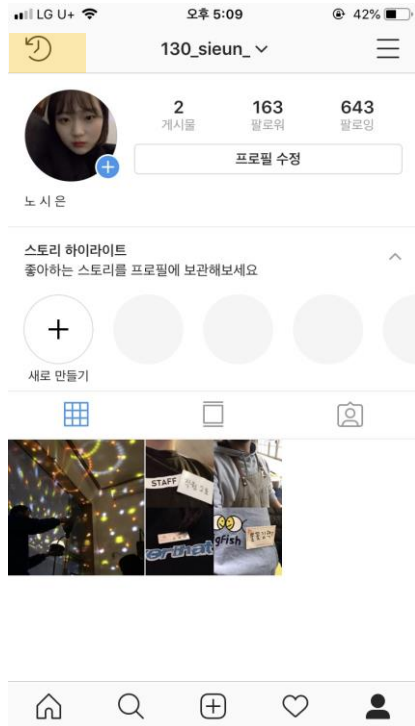 LG U+ 오후 5:09 42%
130_sieun_
2 163 643
게시물 팔로워 팔로잉
프로필 수정
노 시 은
스토리 하이라이트
좋아하는 스토리를 프로필에 보관해보세요
새로 만들기
STAFF
gfish